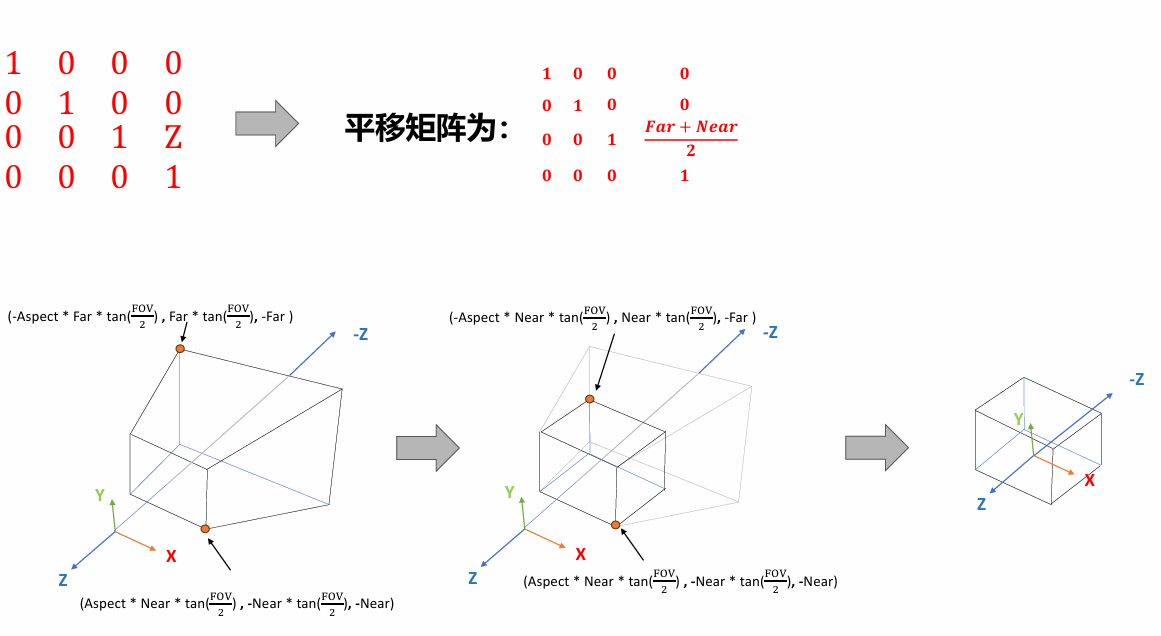 1 0 0 0
0 1 0 0
0 0 1 Z
0 0 0 1
平移矩阵为：
1 0 0 0
0 1 0 0
0 0 1 (Far + Near)/2
0 0 0 1
(-Aspect * Far * tan(FOV/2) , Far * tan(FOV/2), -Far )
-Z
Y
X
Z
(Aspect * Near * tan(FOV/2) , -Near * tan(FOV/2), -Near)
(-Aspect * Near * tan(FOV/2) , Near * tan(FOV/2), -Far )
-Z
Y
X
Z
(Aspect * Near * tan(FOV/2) , -Near * tan(FOV/2), -Near)
-Z
Y
X
Z